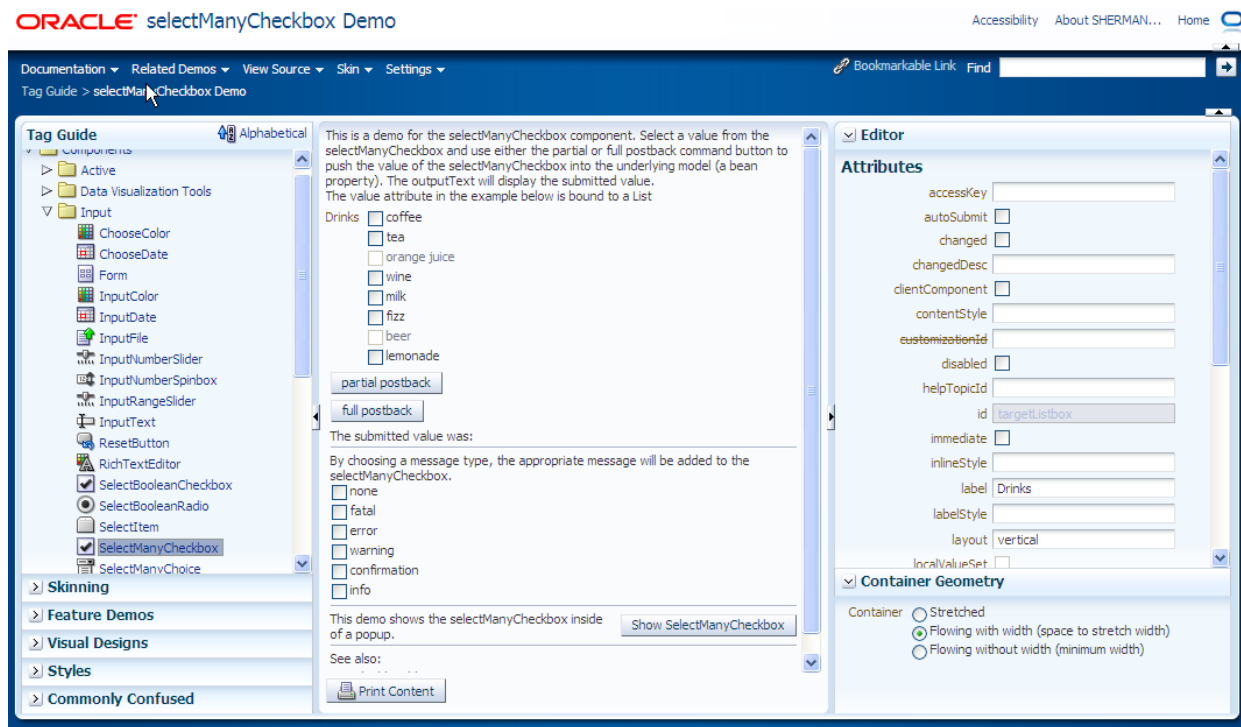 ORACLE selectManyCheckbox Demo
Accessibility About SHERMAN... Home
Documentation Related Demos View Source Skin Settings
Bookmarkable Link Find
Tag Guide > selectManyCheckbox Demo
Tag Guide Alphabetical
Components
Active
Data Visualization Tools
Input
ChooseColor
ChooseDate
Form
InputColor
InputDate
InputFile
InputNumberSlider
InputNumberSpinbox
InputRangeSlider
InputText
ResetButton
RichTextEditor
SelectBooleanCheckbox
SelectBooleanRadio
SelectItem
SelectManyCheckbox
SelectManyChoice
Skinning
Feature Demos
Visual Designs
Styles
Commonly Confused
This is a demo for the selectManyCheckbox component. Select a value from the
selectManyCheckbox and use either the partial or full postback command button to
push the value of the selectManyCheckbox into the underlying model (a bean
property). The outputText will display the submitted value.
The value attribute in the example below is bound to a List
Drinks coffee
tea
orange juice
wine
milk
fizz
beer
lemonade
partial postback
full postback
The submitted value was:
By choosing a message type, the appropriate message will be added to the
selectManyCheckbox.
none
fatal
error
warning
confirmation
info
This demo shows the selectManyCheckbox inside
of a popup.
Show SelectManyCheckbox
See also:
Print Content
Editor
Attributes
accessKey
autoSubmit
changed
changedDesc
clientComponent
contentStyle
customizationId
disabled
helpTopicId
id targetListbox
immediate
inlineStyle
label Drinks
labelStyle
layout vertical
localValueSet
Container Geometry
Container Stretched
Flowing with width (space to stretch width)
Flowing without width (minimum width)